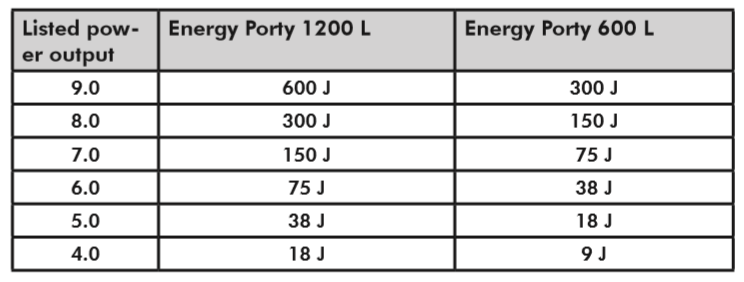 Listed pow- Energy Porty 1200 L Energy Porty 600 L
er output
9.0 600 J 300 J
8.0 300 J 150 J
7.0 150 J 75 J
6.0 75 J 38 J
5.0 38 J 18 J
4.0 18 J 9 J